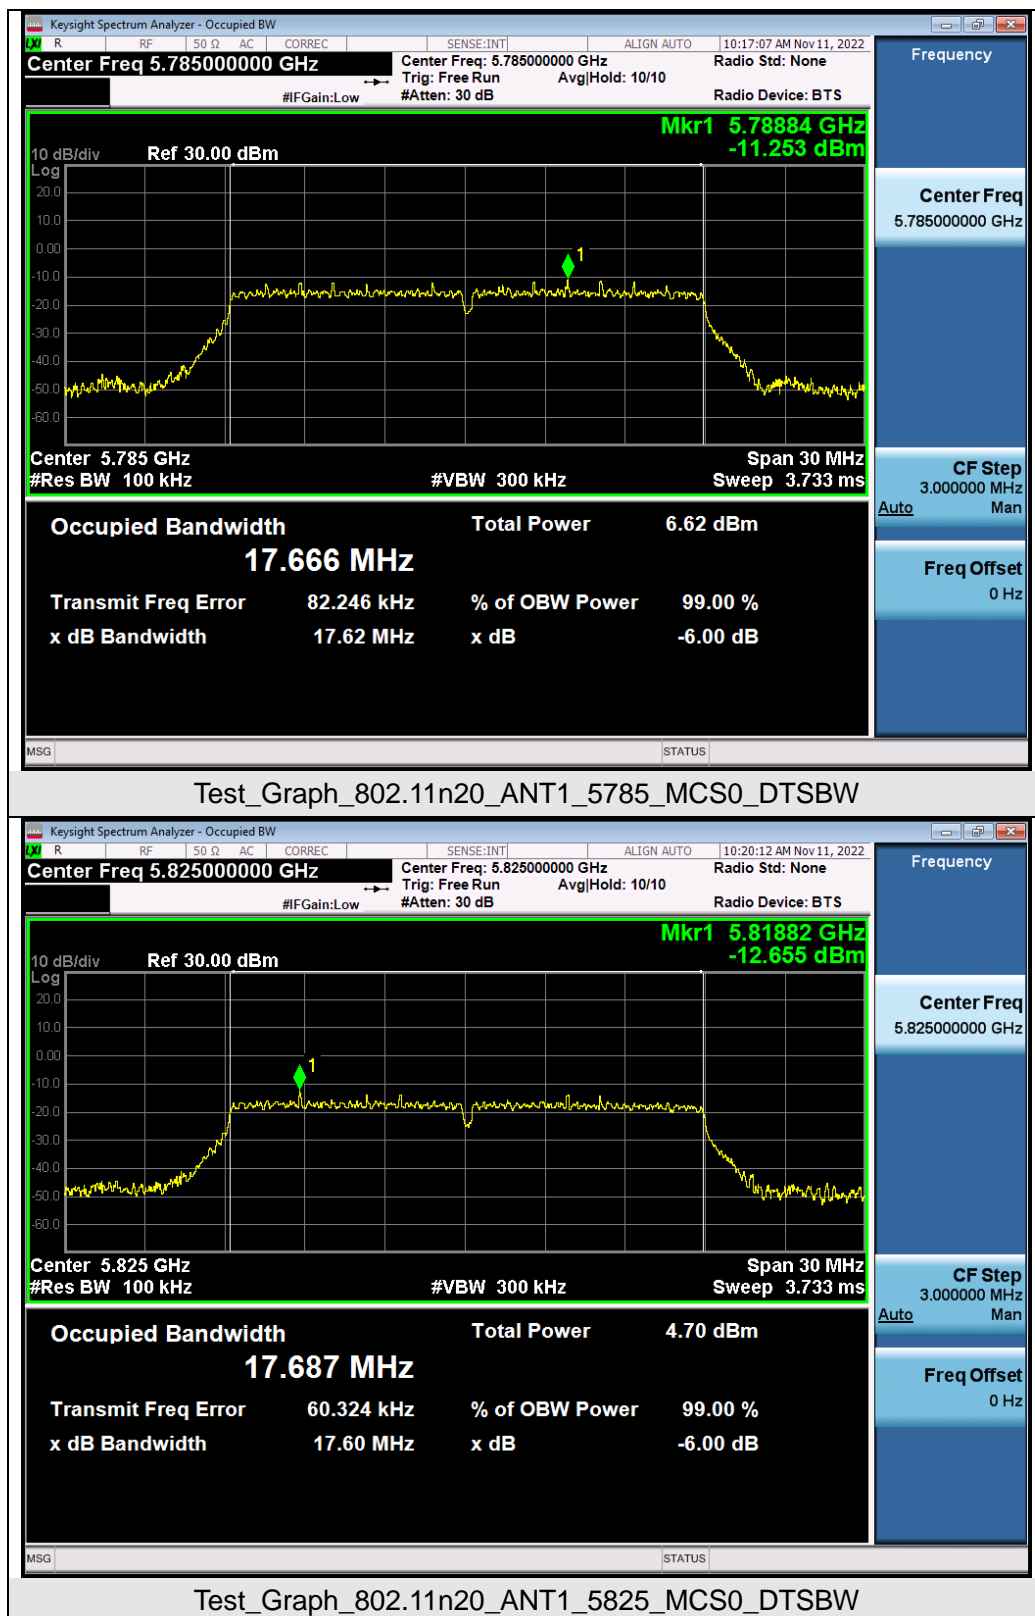 Keysight Spectrum Analyzer - Occupied BW
LXI R RF 50 Ω AC CORREC SENSE:INT ALIGN AUTO 10:17:07 AM Nov 11, 2022
Center Freq 5.785000000 GHz
Center Freq: 5.785000000 GHz Radio Std: None
Trig: Free Run Avg|Hold: 10/10
#IFGain:Low #Atten: 30 dB Radio Device: BTS
Frequency
Mkr1 5.78884 GHz
-11.253 dBm
10 dB/div Ref 30.00 dBm
Log
20.0
10.0
0.00
-10.0
-20.0
-30.0
-40.0
-50.0
-60.0
1
Center 5.785 GHz Span 30 MHz
#Res BW 100 kHz #VBW 300 kHz Sweep 3.733 ms
Center Freq
5.785000000 GHz
CF Step
3.000000 MHz
Auto Man
Freq Offset
0 Hz
Occupied Bandwidth Total Power 6.62 dBm
17.666 MHz
Transmit Freq Error 82.246 kHz % of OBW Power 99.00 %
x dB Bandwidth 17.62 MHz x dB -6.00 dB
MSG STATUS
Test_Graph_802.11n20_ANT1_5785_MCS0_DTSBW
Keysight Spectrum Analyzer - Occupied BW
LXI R RF 50 Ω AC CORREC SENSE:INT ALIGN AUTO 10:20:12 AM Nov 11, 2022
Center Freq 5.825000000 GHz
Center Freq: 5.825000000 GHz Radio Std: None
Trig: Free Run Avg|Hold: 10/10
#IFGain:Low #Atten: 30 dB Radio Device: BTS
Frequency
Mkr1 5.81882 GHz
-12.655 dBm
10 dB/div Ref 30.00 dBm
Log
20.0
10.0
0.00
-10.0
-20.0
-30.0
-40.0
-50.0
-60.0
1
Center 5.825 GHz Span 30 MHz
#Res BW 100 kHz #VBW 300 kHz Sweep 3.733 ms
Center Freq
5.825000000 GHz
CF Step
3.000000 MHz
Auto Man
Freq Offset
0 Hz
Occupied Bandwidth Total Power 4.70 dBm
17.687 MHz
Transmit Freq Error 60.324 kHz % of OBW Power 99.00 %
x dB Bandwidth 17.60 MHz x dB -6.00 dB
MSG STATUS
Test_Graph_802.11n20_ANT1_5825_MCS0_DTSBW